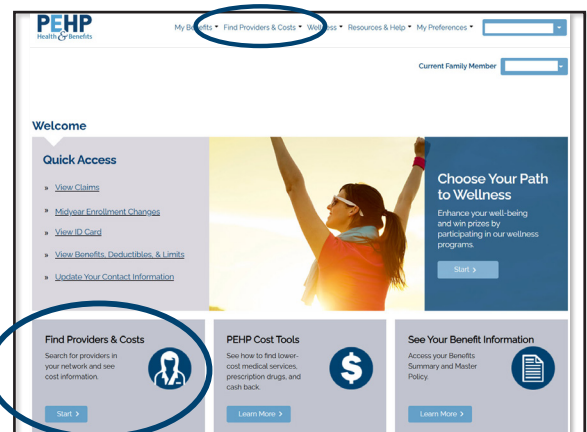 PEHP
Health & Benefits
My Benefits Find Providers & Costs Wellness Resources & Help My Preferences
Current Family Member
Welcome
Quick Access
» View Claims
» Midyear Enrollment Changes
» View ID Card
» View Benefits, Deductibles, & Limits
» Update Your Contact Information
Choose Your Path
to Wellness
Enhance your well-being
and win prizes by
participating in our wellness
programs.
Start >
Find Providers & Costs
Search for providers in
your network and see
cost information.
Start >
PEHP Cost Tools
See how to find lower-
cost medical services,
prescription drugs, and
cash back.
$
Learn More >
See Your Benefit Information
Access your Benefits
Summary and Master
Policy.
Learn More >